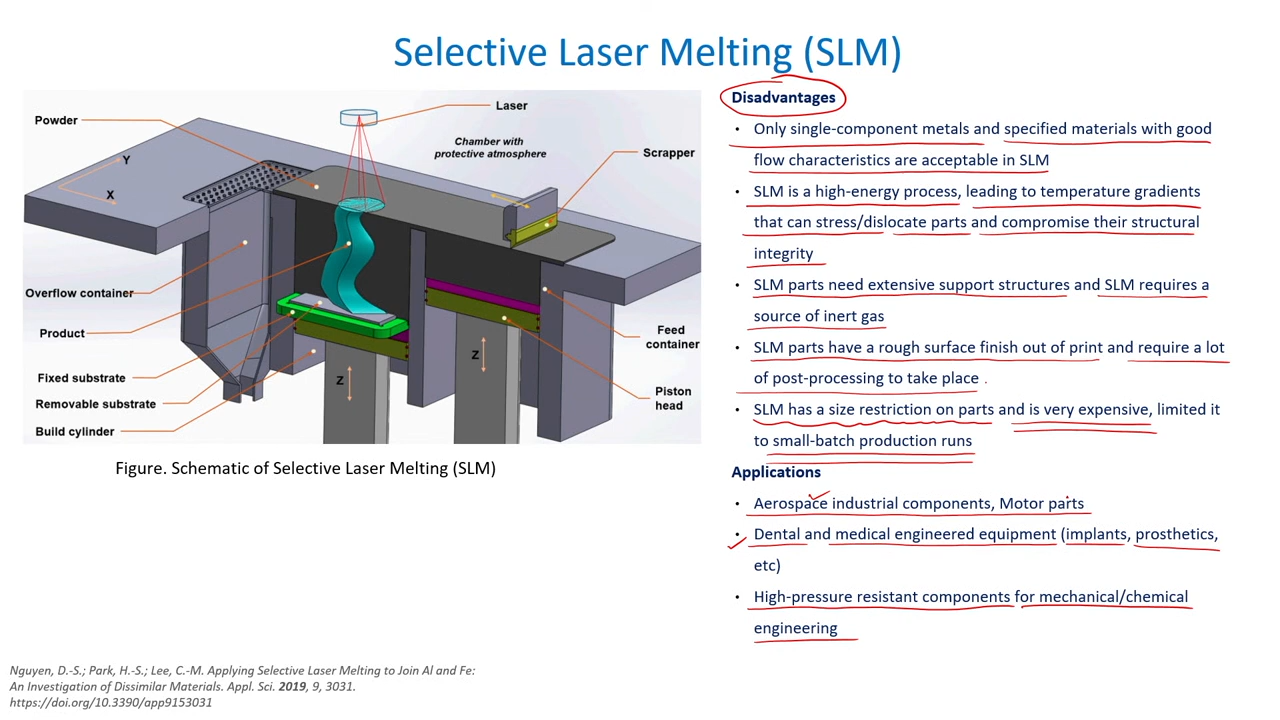 Selective Laser Melting (SLM)
Powder
Y
X
Laser
Chamber with
protective atmosphere
Scrapper
Overflow container
Product
Fixed substrate
Removable substrate
Build cylinder
Z
Z
Feed
container
Piston
head
Figure. Schematic of Selective Laser Melting (SLM)
Disadvantages
• Only single-component metals and specified materials with good
flow characteristics are acceptable in SLM
• SLM is a high-energy process, leading to temperature gradients
that can stress/dislocate parts and compromise their structural
integrity
• SLM parts need extensive support structures and SLM requires a
source of inert gas
• SLM parts have a rough surface finish out of print and require a lot
of post-processing to take place .
• SLM has a size restriction on parts and is very expensive, limited it
to small-batch production runs
Applications
• Aerospace industrial components, Motor parts
• Dental and medical engineered equipment (implants, prosthetics,
etc)
• High-pressure resistant components for mechanical/chemical
engineering
Nguyen, D.-S.; Park, H.-S.; Lee, C.-M. Applying Selective Laser Melting to Join Al and Fe:
An Investigation of Dissimilar Materials. Appl. Sci. 2019, 9, 3031.
https://doi.org/10.3390/app9153031